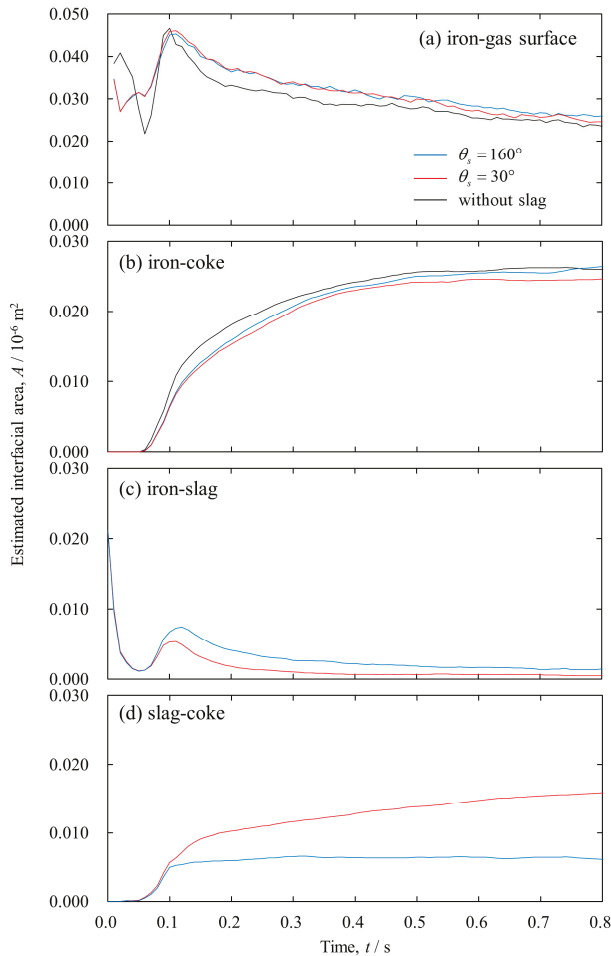 0.050
0.040
0.030
0.020
0.010
0.000
(a) iron-gas surface
θs = 160°
θs = 30°
without slag
0.030
0.020
0.010
0.000
(b) iron-coke
0.030
0.020
0.010
0.000
(c) iron-slag
0.030
0.020
0.010
0.000
(d) slag-coke
0.0 0.1 0.2 0.3 0.4 0.5 0.6 0.7 0.8
Time, t / s
Estimated interfacial area, A / 10⁻⁶ m²